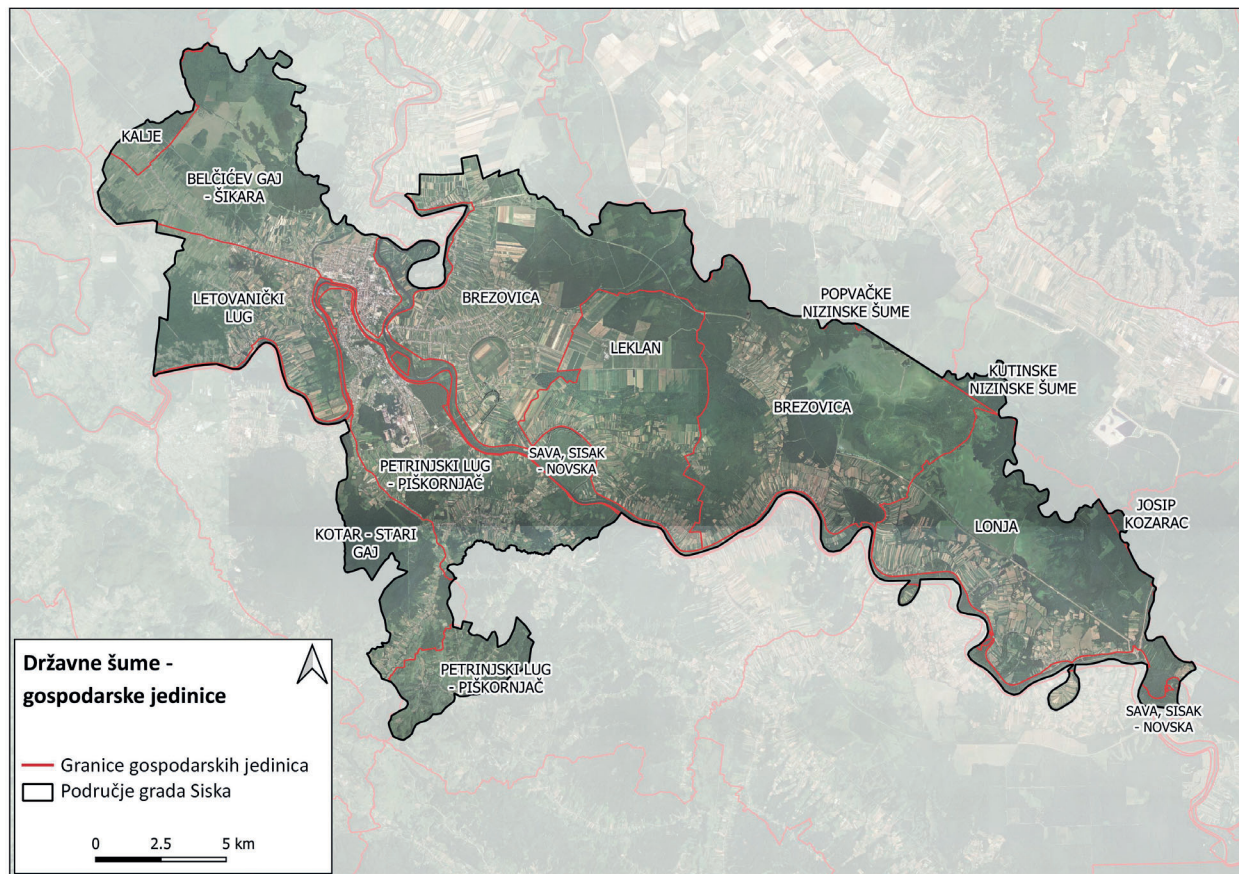 KALJE
BELČIĆEV GAJ
- ŠIKARA
LETOVANIČKI
LUG
BREZOVICA
LEKLAN
POPVAČKE
NIZINSKE ŠUME
KUTINSKE
NIZINSKE ŠUME
BREZOVICA
SAVA, SISAK
- NOVSKA
PETRINJSKI LUG
- PIŠKORNJAČ
KOTAR - STARI
GAJ
LONJA
JOSIP
KOZARAC
PETRINJSKI LUG
- PIŠKORNJAČ
SAVA, SISAK
- NOVSKA
Državne šume -
gospodarske jedinice
Granice gospodarskih jedinica
Područje grada Siska
0 2.5 5 km